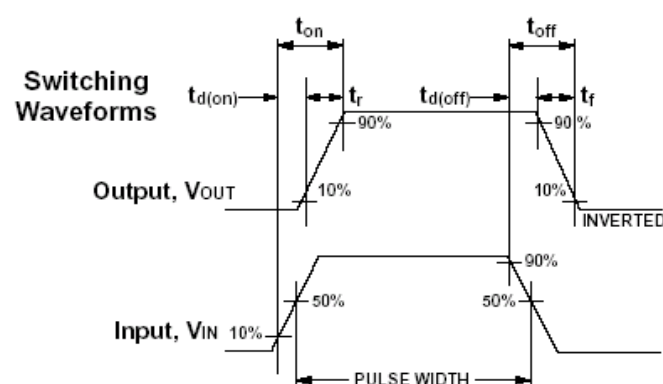 ton
toff
Switching
Waveforms
td(on)
tr
td(off)
tf
90%
90 %
Output, VOUT
10%
10%
INVERTED
90%
50%
50%
Input, VIN
10%
PULSE WIDTH